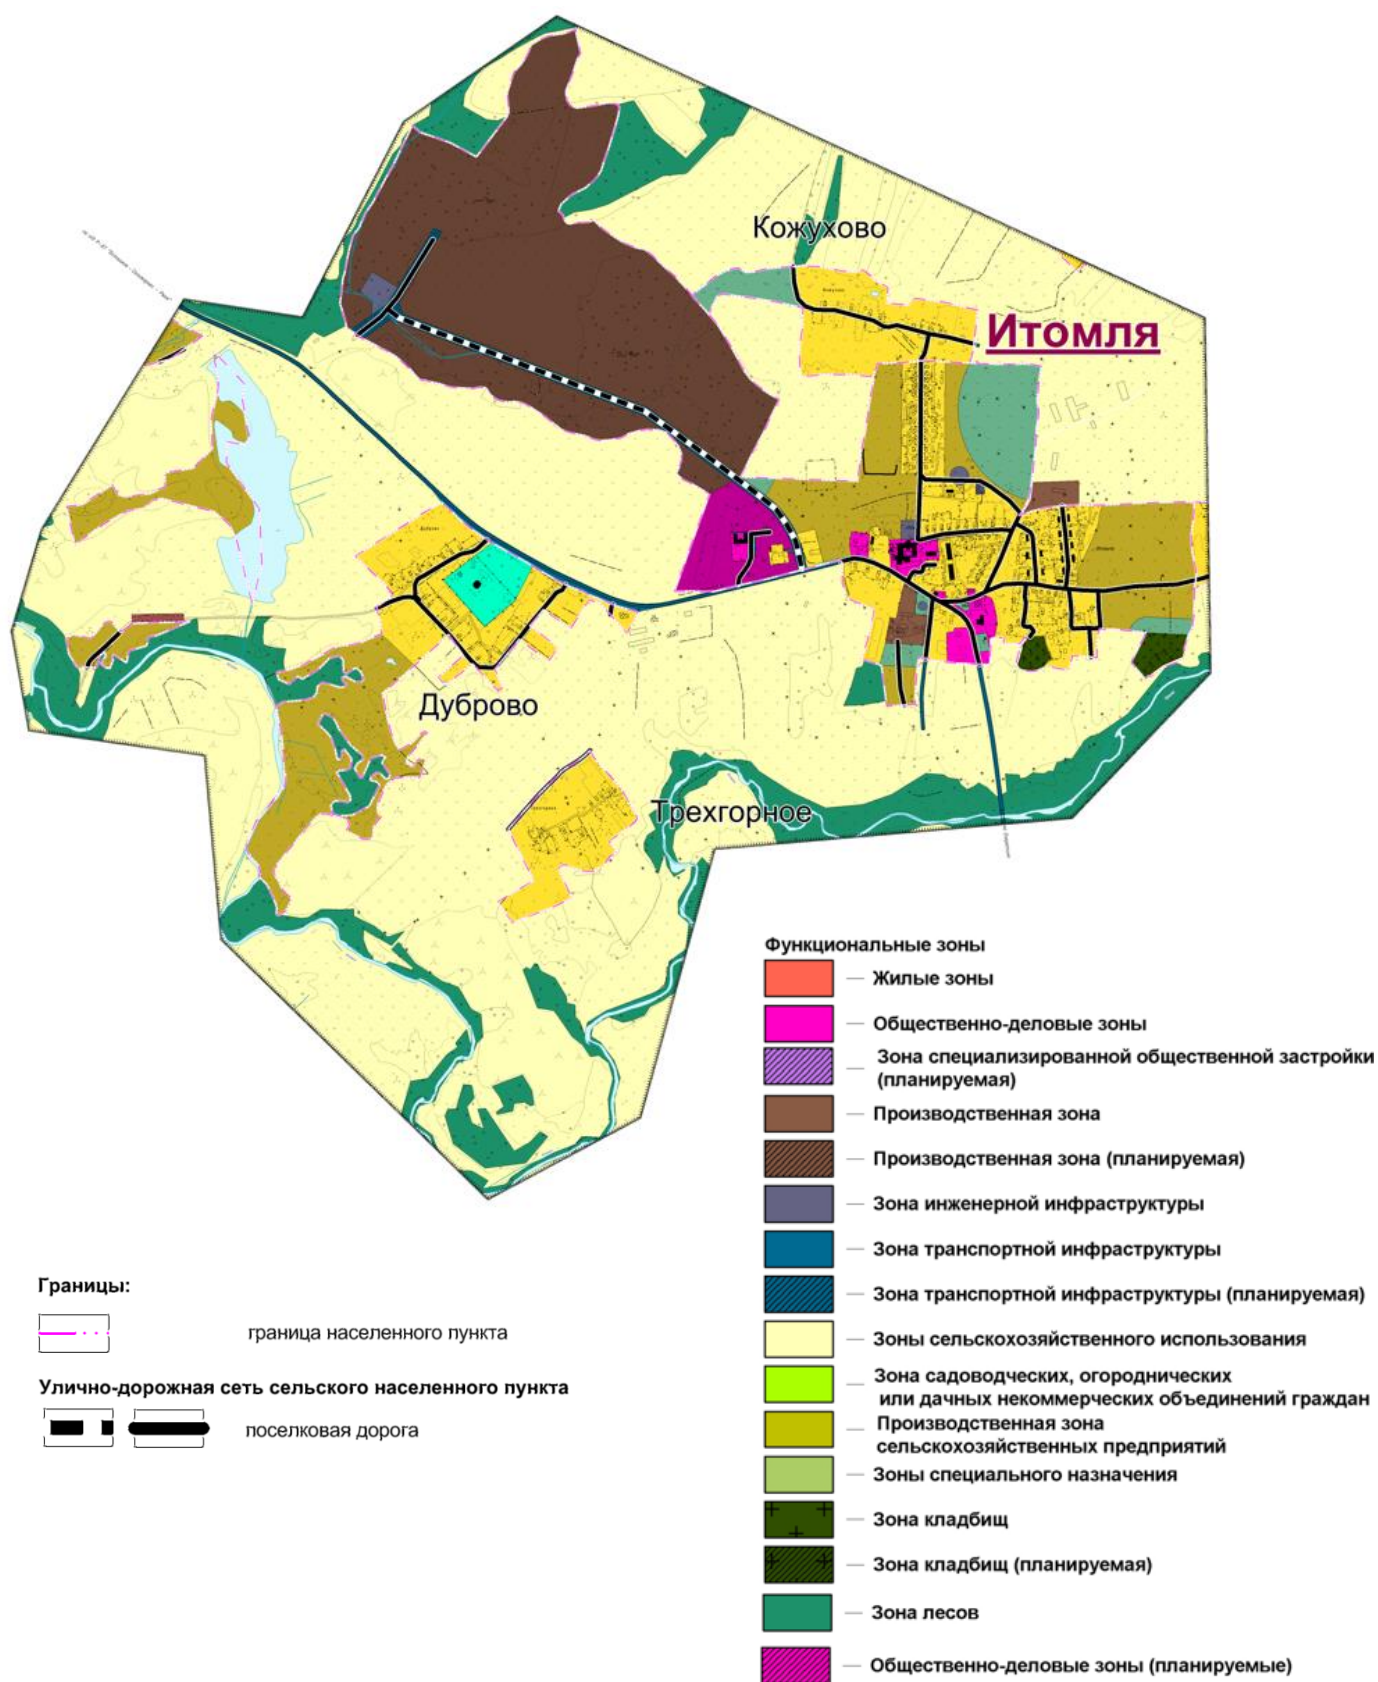 Кожухово
Итомля
Дуброво
Трехгорное
Функциональные зоны
Жилые зоны
Общественно-деловые зоны
Зона специализированной общественной застройки
(планируемая)
Производственная зона
Производственная зона (планируемая)
Зона инженерной инфраструктуры
Зона транспортной инфраструктуры
Зона транспортной инфраструктуры (планируемая)
Зоны сельскохозяйственного использования
Зона садоводческих, огороднических
или дачных некоммерческих объединений граждан
Производственная зона
сельскохозяйственных предприятий
Зоны специального назначения
Зона кладбищ
Зона кладбищ (планируемая)
Зона лесов
Общественно-деловые зоны (планируемые)
Границы:
граница населенного пункта
Улично-дорожная сеть сельского населенного пункта
поселковая дорога